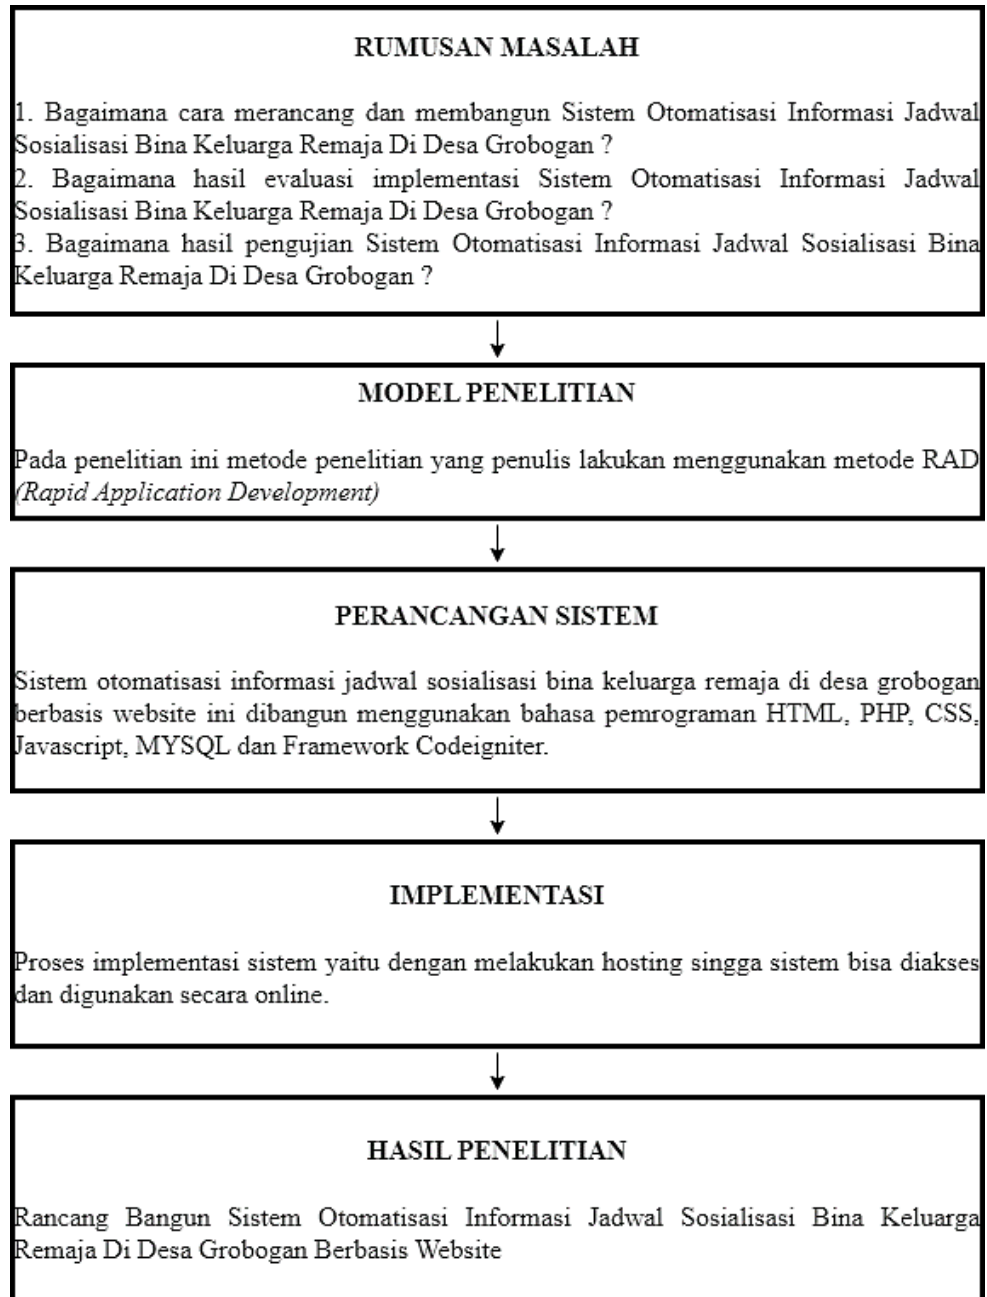 RUMUSAN MASALAH
1. Bagaimana cara merancang dan membangun Sistem Otomatisasi Informasi Jadwal
Sosialisasi Bina Keluarga Remaja Di Desa Grobogan ?
2. Bagaimana hasil evaluasi implementasi Sistem Otomatisasi Informasi Jadwal
Sosialisasi Bina Keluarga Remaja Di Desa Grobogan ?
3. Bagaimana hasil pengujian Sistem Otomatisasi Informasi Jadwal Sosialisasi Bina
Keluarga Remaja Di Desa Grobogan ?
MODEL PENELITIAN
Pada penelitian ini metode penelitian yang penulis lakukan menggunakan metode RAD
(Rapid Application Development)
PERANCANGAN SISTEM
Sistem otomatisasi informasi jadwal sosialisasi bina keluarga remaja di desa grobogan
berbasis website ini dibangun menggunakan bahasa pemrograman HTML, PHP, CSS,
Javascript, MYSQL dan Framework Codeigniter.
IMPLEMENTASI
Proses implementasi sistem yaitu dengan melakukan hosting singga sistem bisa diakses
dan digunakan secara online.
HASIL PENELITIAN
Rancang Bangun Sistem Otomatisasi Informasi Jadwal Sosialisasi Bina Keluarga
Remaja Di Desa Grobogan Berbasis Website